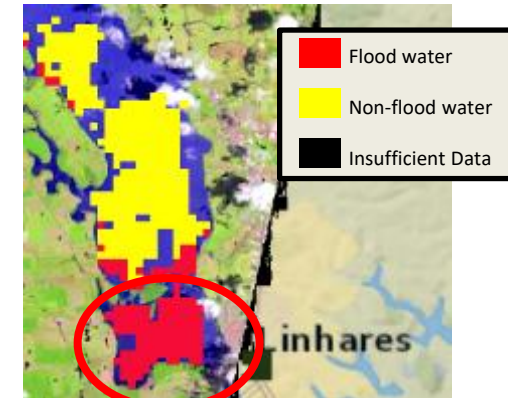 Flood water
Non-flood water
Insufficient Data
Linhares